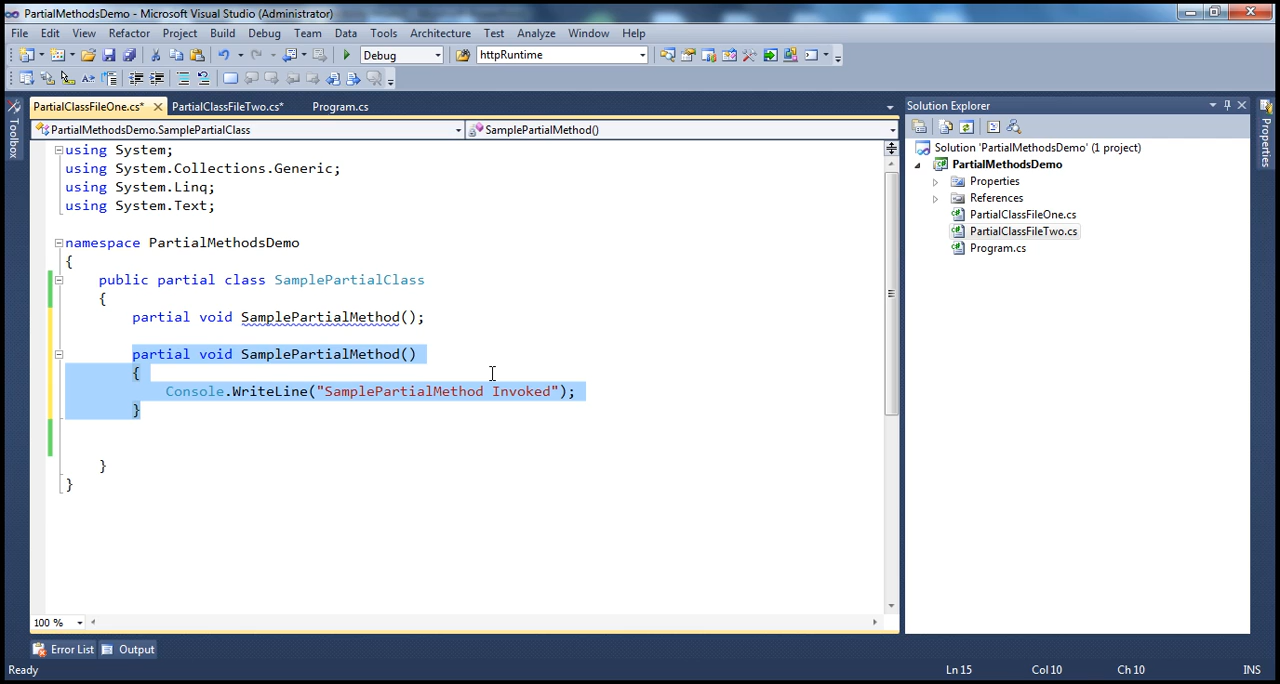 PartialMethodsDemo - Microsoft Visual Studio (Administrator)
File Edit View Refactor Project Build Debug Team Data Tools Architecture Test Analyze Window Help
Debug httpRuntime
PartialClassFileOne.cs* PartialClassFileTwo.cs* Program.cs
PartialMethodsDemo.SamplePartialClass SamplePartialMethod()
using System;
using System.Collections.Generic;
using System.Linq;
using System.Text;
namespace PartialMethodsDemo
{
public partial class SamplePartialClass
{
partial void SamplePartialMethod();
partial void SamplePartialMethod()
{
Console.WriteLine("SamplePartialMethod Invoked");
}
}
}
100 %
Toolbox
Solution Explorer
Solution 'PartialMethodsDemo' (1 project)
PartialMethodsDemo
Properties
References
PartialClassFileOne.cs
PartialClassFileTwo.cs
Program.cs
Properties
Error List Output
Ready Ln 15 Col 10 Ch 10 INS